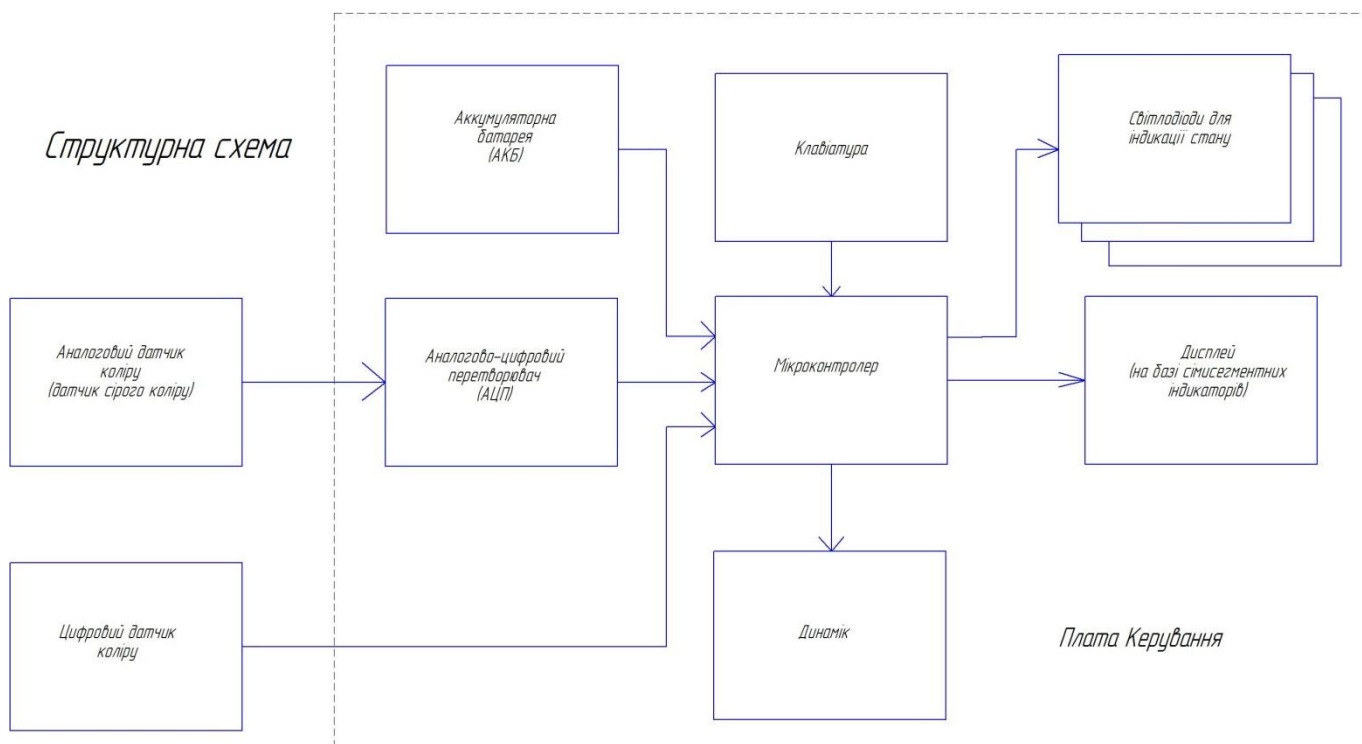 Структурна схема
Аккумуляторна
батарея
(АКБ)
Клавіатура
Світлодіоди для
індикації стану
Аналоговий датчик
коліру
(датчик сірого коліру)
Аналогово-цифровий
перетворювач
(АЦП)
Мікроконтролер
Дисплей
(на базі сімисегментних
індикаторів)
Цифровий датчик
коліру
Динамік
Плата Керування